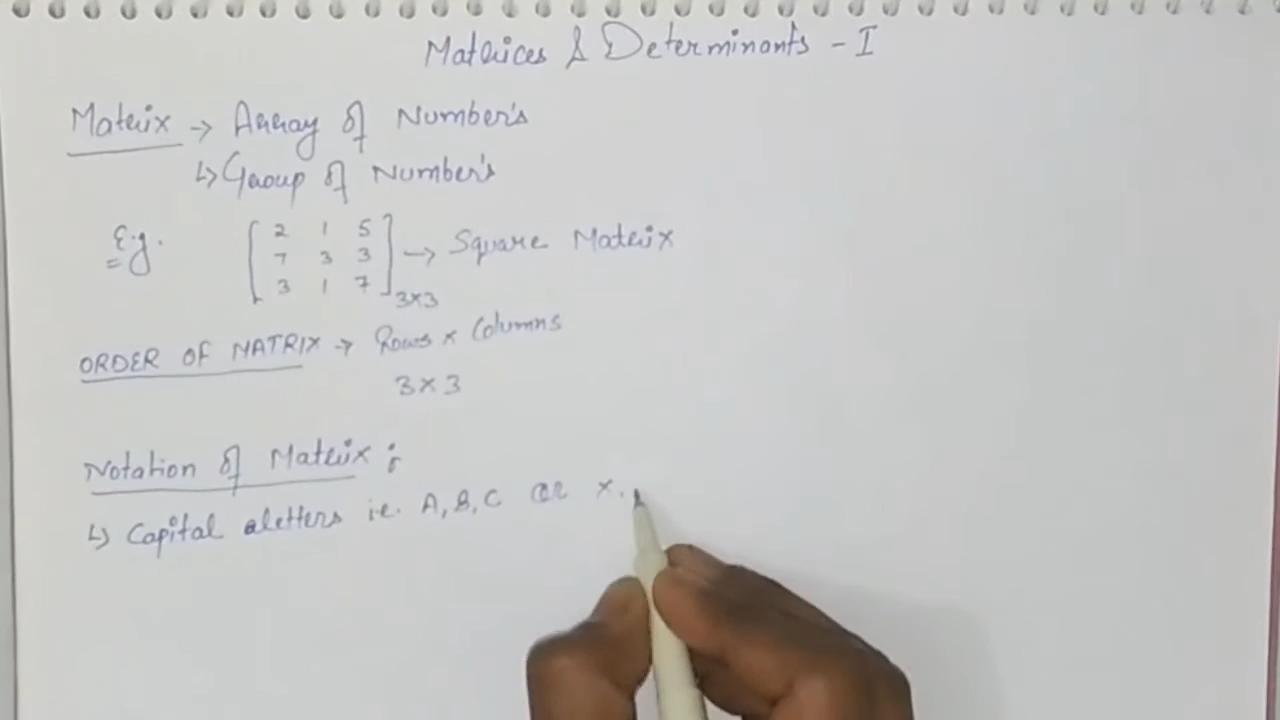 Matrices & Determinants - I
Matrix → Array of Number's
↳ Group of Number's
E.g. [ 2 1 5
7 3 3
3 1 7 ]3×3 → Square Matrix
ORDER OF MATRIX → Rows × Columns
3×3
Notation of Matrix :
↳ Capital letters i.e. A, B, C or X.